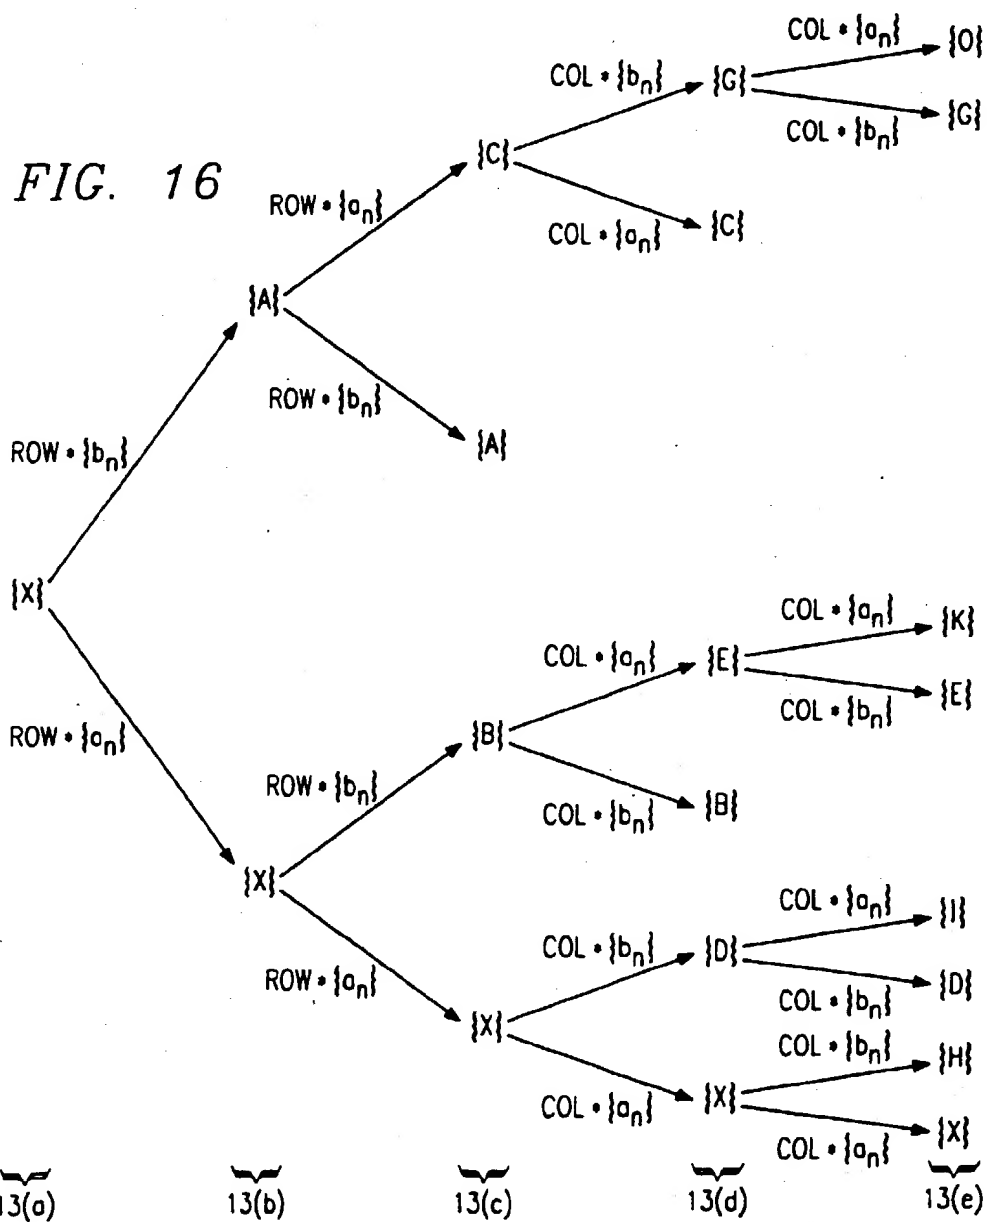 COL * {a_n}
{O}
COL * {b_n}
{G}
{G}
COL * {b_n}
{C}
FIG. 16
ROW * {a_n}
COL * {a_n}
{C}
{A}
ROW * {b_n}
{A}
ROW * {b_n}
{X}
COL * {a_n}
{K}
COL * {a_n}
{E}
{E}
COL * {b_n}
ROW * {a_n}
{B}
ROW * {b_n}
COL * {b_n}
{B}
{X}
COL * {a_n}
{I}
COL * {b_n}
{D}
ROW * {a_n}
{D}
COL * {b_n}
{X}
COL * {b_n}
{H}
COL * {a_n}
{X}
{X}
COL * {a_n}
13(a) 13(b) 13(c) 13(d) 13(e)